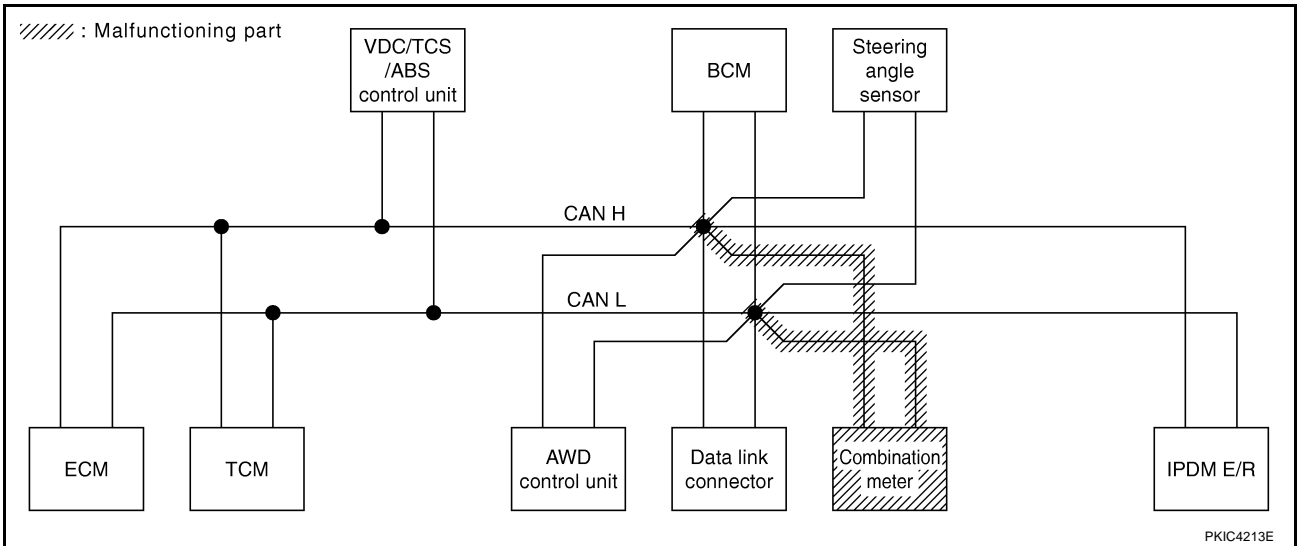 : Malfunctioning part
VDC/TCS
/ABS
control unit
BCM
Steering
angle
sensor
CAN H
CAN L
ECM
TCM
AWD
control unit
Data link
connector
Combination
meter
IPDM E/R
PKIC4213E